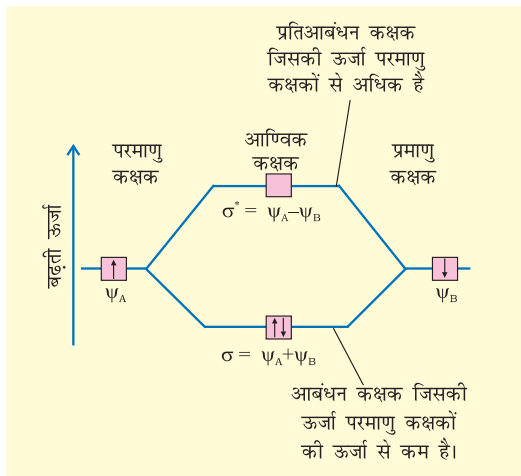 प्रतिआबंधन कक्षक
जिसकी ऊर्जा परमाणु
कक्षकों से अधिक है
परमाणु
कक्षक
आण्विक
कक्षक
प्रमाणु
कक्षक
σ* = ψA–ψB
बढ़ती ऊर्जा
↑
ψA
↓
ψB
↑↓
σ = ψA+ψB
आबंधन कक्षक जिसकी
ऊर्जा परमाणु कक्षकों
की ऊर्जा से कम है।